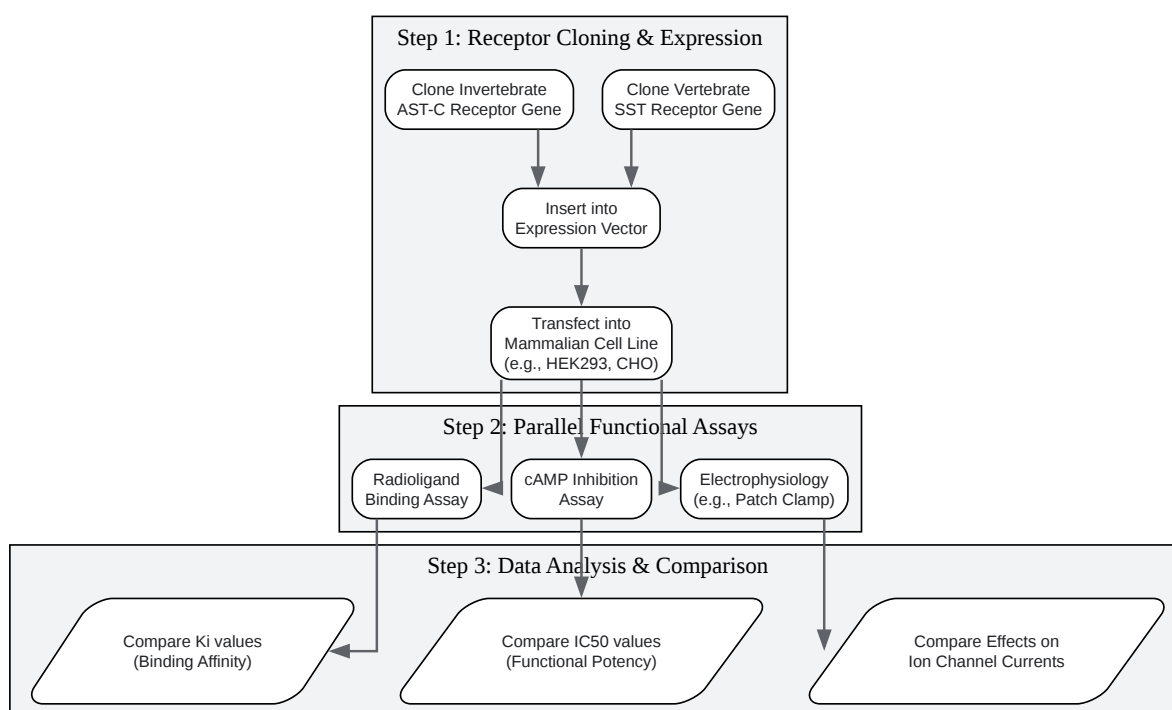 Step 1: Receptor Cloning & Expression
Clone Invertebrate
AST-C Receptor Gene
Clone Vertebrate
SST Receptor Gene
Insert into
Expression Vector
Transfect into
Mammalian Cell Line
(e.g., HEK293, CHO)
Step 2: Parallel Functional Assays
Radioligand
Binding Assay
cAMP Inhibition
Assay
Electrophysiology
(e.g., Patch Clamp)
Step 3: Data Analysis & Comparison
Compare Ki values
(Binding Affinity)
Compare IC50 values
(Functional Potency)
Compare Effects on
Ion Channel Currents